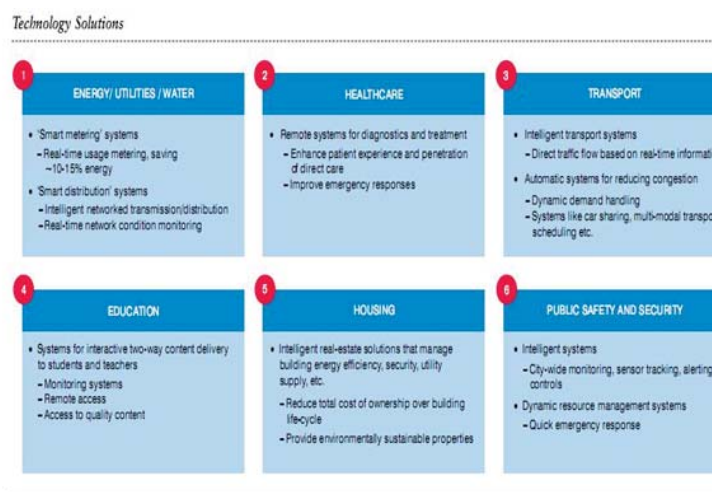 Technology Solutions
1
ENERGY/ UTILITIES / WATER
• 'Smart metering' systems
– Real-time usage metering, saving
~10-15% energy
• 'Smart distribution' systems
– Intelligent networked transmission/distribution
– Real-time network condition monitoring
2
HEALTHCARE
• Remote systems for diagnostics and treatment
– Enhance patient experience and penetration
of direct care
– Improve emergency responses
3
TRANSPORT
• Intelligent transport systems
– Direct traffic flow based on real-time informati
• Automatic systems for reducing congestion
– Dynamic demand handling
– Systems like car sharing, multi-modal transpo
scheduling etc.
4
EDUCATION
• Systems for interactive two-way content delivery
to students and teachers
– Monitoring systems
– Remote access
– Access to quality content
5
HOUSING
• Intelligent real-estate solutions that manage
building energy efficiency, security, utility
supply, etc.
– Reduce total cost of ownership over building
life-cycle
– Provide environmentally sustainable properties
6
PUBLIC SAFETY AND SECURITY
• Intelligent systems
– City-wide monitoring, sensor tracking, alerting
controls
• Dynamic resource management systems
– Quick emergency response